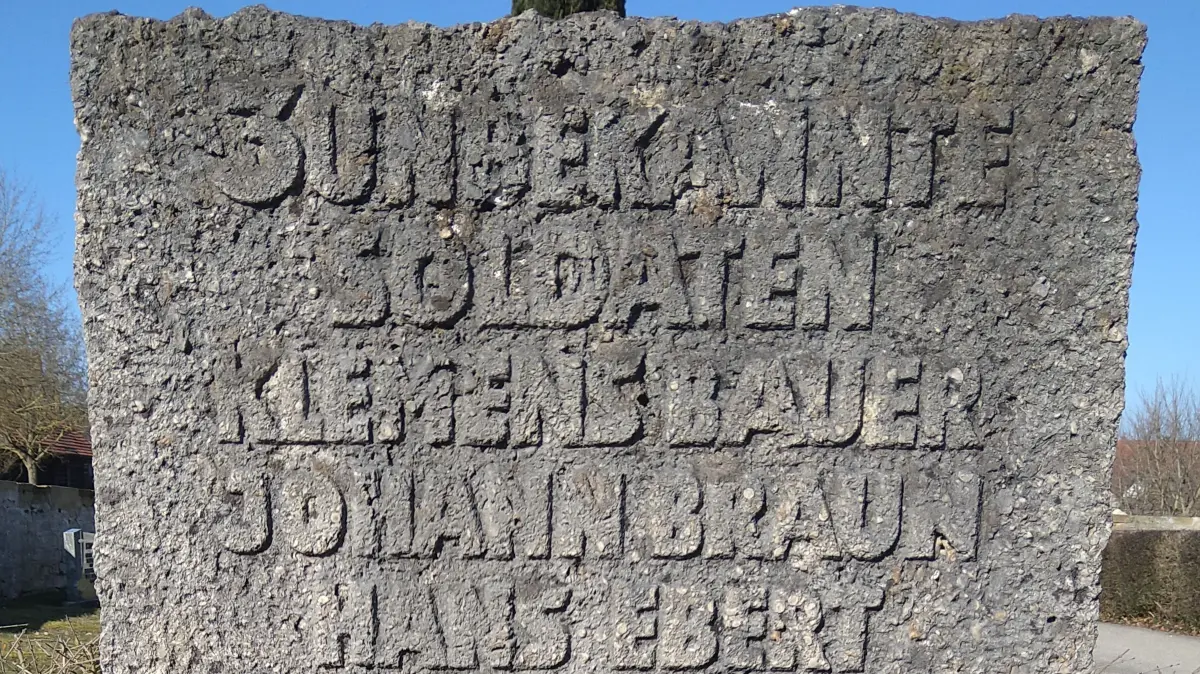 3 UNBEKANNTE
SOLDATEN
KLEMENS BAUER
JOHANN BRAUN
HANS EBERT